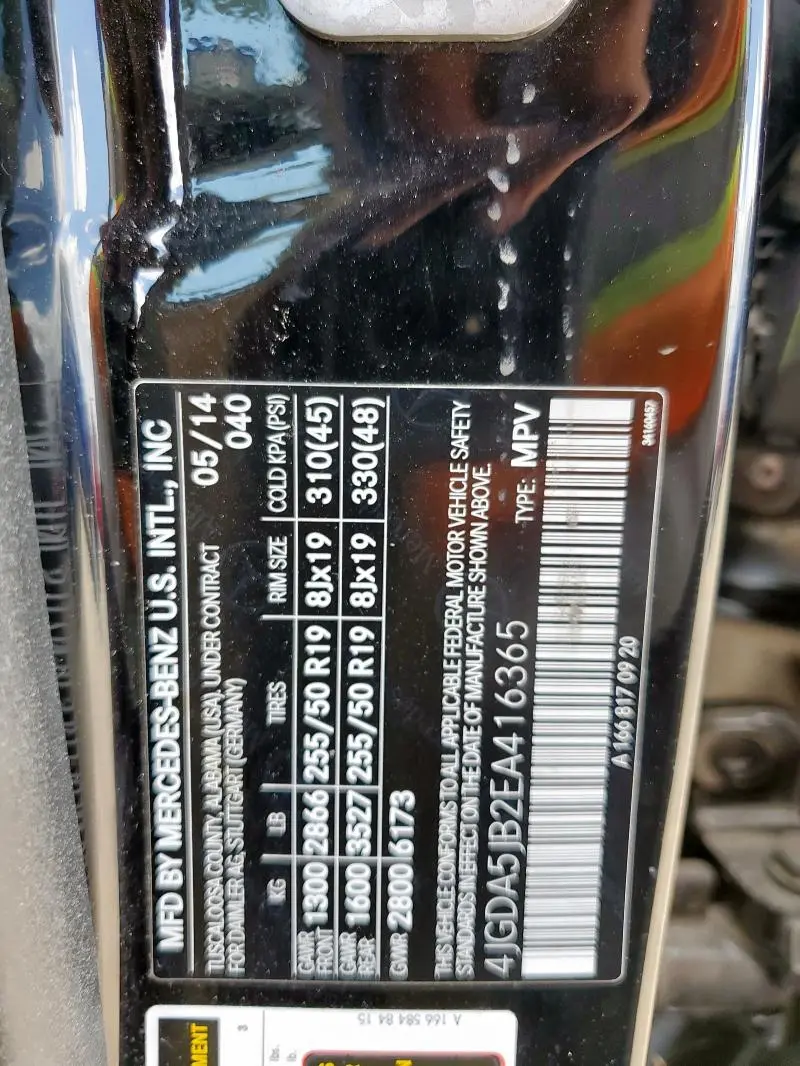 MFD BY MERCEDES-BENZ U.S. INTL., INC
TUSCALOOSA COUNTY, ALABAMA (USA), UNDER CONTRACT 05/14
FOR DAIMLER AG, STUTTGART (GERMANY) 040
KG LB TIRES RIM SIZE COLD KPA(PSI)
GAWR FRONT 1300 2866 255/50 R19 8Jx19 310(45)
GAWR REAR 1600 3527 255/50 R19 8Jx19 330(48)
GVWR 2800 6173
THIS VEHICLE CONFORMS TO ALL APPLICABLE FEDERAL MOTOR VEHICLE SAFETY
STANDARDS IN EFFECT ON THE DATE OF MANUFACTURE SHOWN ABOVE.
4JGDA5JB2EA416365 TYPE: MPV
A 166 817 09 20
A 166 584 84 15
MENT
3
lbs.
lb.